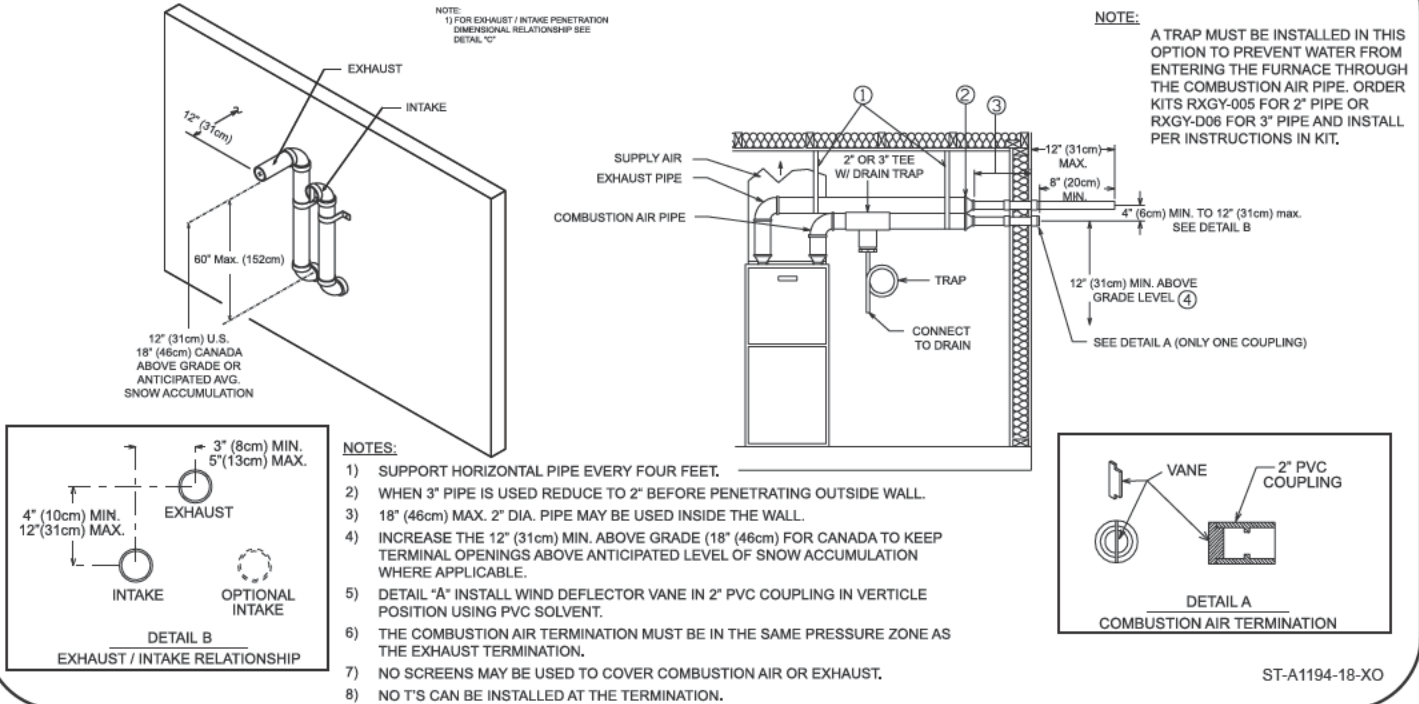 NOTE:
1) FOR EXHAUST / INTAKE PENETRATION
DIMENSIONAL RELATIONSHIP SEE
DETAIL "C"
EXHAUST
INTAKE
12" (31cm)
60" Max. (152cm)
12" (31cm) U.S.
18" (46cm) CANADA
ABOVE GRADE OR
ANTICIPATED AVG.
SNOW ACCUMULATION
NOTE:
A TRAP MUST BE INSTALLED IN THIS
OPTION TO PREVENT WATER FROM
ENTERING THE FURNACE THROUGH
THE COMBUSTION AIR PIPE. ORDER
KITS RXGY-005 FOR 2" PIPE OR
RXGY-D06 FOR 3" PIPE AND INSTALL
PER INSTRUCTIONS IN KIT.
1
2
3
SUPPLY AIR
EXHAUST PIPE
COMBUSTION AIR PIPE
2" OR 3" TEE
W/ DRAIN TRAP
12" (31cm)
MAX.
8" (20cm)
MIN.
4" (6cm) MIN. TO 12" (31cm) max.
SEE DETAIL B
TRAP
12" (31cm) MIN. ABOVE
GRADE LEVEL 4
CONNECT
TO DRAIN
SEE DETAIL A (ONLY ONE COUPLING)
3" (8cm) MIN.
5"(13cm) MAX.
4" (10cm) MIN.
12"(31cm) MAX.
EXHAUST
INTAKE
OPTIONAL
INTAKE
DETAIL B
EXHAUST / INTAKE RELATIONSHIP
NOTES:
1) SUPPORT HORIZONTAL PIPE EVERY FOUR FEET.
2) WHEN 3" PIPE IS USED REDUCE TO 2" BEFORE PENETRATING OUTSIDE WALL.
3) 18" (46cm) MAX. 2" DIA. PIPE MAY BE USED INSIDE THE WALL.
4) INCREASE THE 12" (31cm) MIN. ABOVE GRADE (18" (46cm) FOR CANADA TO KEEP
TERMINAL OPENINGS ABOVE ANTICIPATED LEVEL OF SNOW ACCUMULATION
WHERE APPLICABLE.
5) DETAIL "A" INSTALL WIND DEFLECTOR VANE IN 2" PVC COUPLING IN VERTICLE
POSITION USING PVC SOLVENT.
6) THE COMBUSTION AIR TERMINATION MUST BE IN THE SAME PRESSURE ZONE AS
THE EXHAUST TERMINATION.
7) NO SCREENS MAY BE USED TO COVER COMBUSTION AIR OR EXHAUST.
8) NO T'S CAN BE INSTALLED AT THE TERMINATION.
VANE
2" PVC
COUPLING
DETAIL A
COMBUSTION AIR TERMINATION
ST-A1194-18-XO